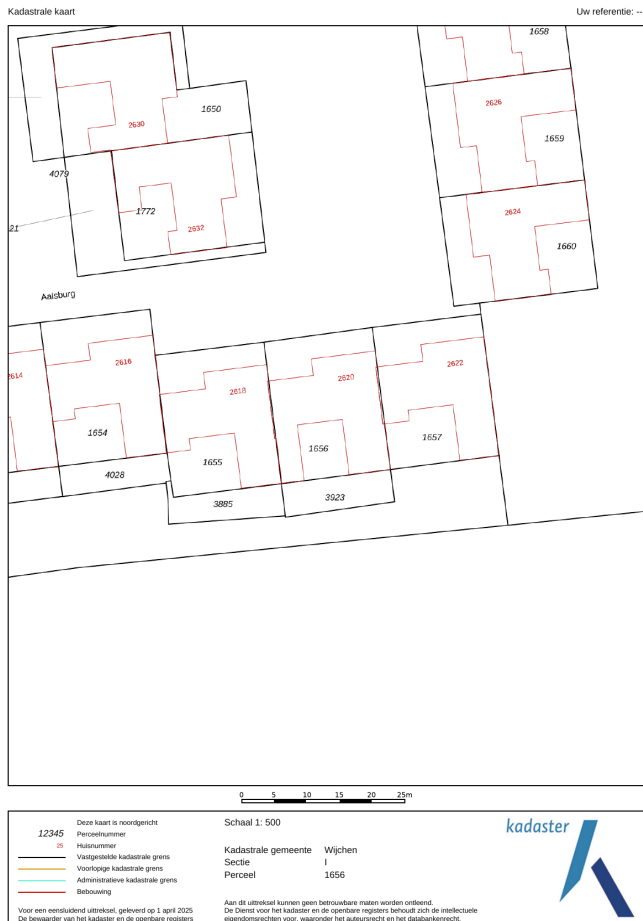 Kadastrale kaart
Uw referentie: --
1658
2626
1650
2630
1659
4079
1772
2624
21
2632
1660
Aalsburg
2614
2616
2618
2620
2622
1654
1655
1656
1657
4028
3885
3923
0 5 10 15 20 25m
Deze kaart is noordgericht
12345 Perceelnummer
25 Huisnummer
Vastgestelde kadastrale grens
Voorlopige kadastrale grens
Administratieve kadastrale grens
Bebouwing
Voor een eensluidend uittreksel, geleverd op 1 april 2025
De bewaarder van het kadaster en de openbare registers
Schaal 1: 500
Kadastrale gemeente Wijchen
Sectie I
Perceel 1656
Aan dit uittreksel kunnen geen betrouwbare maten worden ontleend.
De Dienst voor het kadaster en de openbare registers behoudt zich de intellectuele
eigendomsrechten voor, waaronder het auteursrecht en het databankenrecht.
kadaster